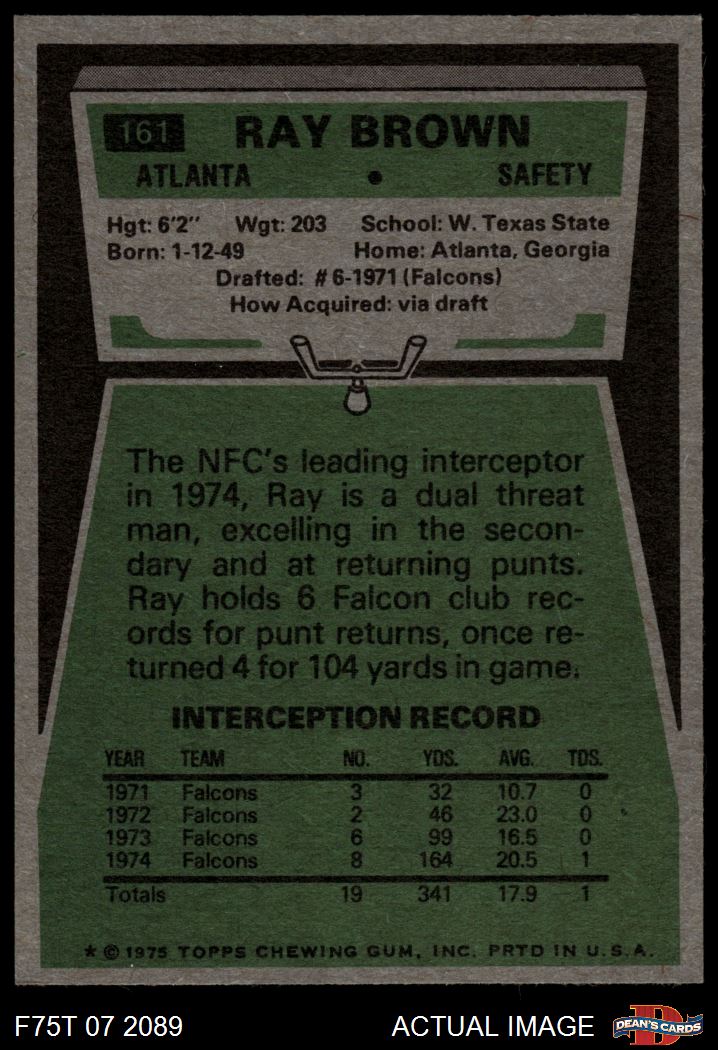 161 RAY BROWN
ATLANTA • SAFETY
Hgt: 6'2" Wgt: 203 School: W. Texas State
Born: 1-12-49 Home: Atlanta, Georgia
Drafted: #6-1971 (Falcons)
How Acquired: via draft
The NFC's leading interceptor
in 1974, Ray is a dual threat
man, excelling in the secon-
dary and at returning punts.
Ray holds 6 Falcon club rec-
ords for punt returns, once re-
turned 4 for 104 yards in game.
INTERCEPTION RECORD
YEAR TEAM NO. YDS. AVG. TDS.
1971 Falcons 3 32 10.7 0
1972 Falcons 2 46 23.0 0
1973 Falcons 6 99 16.5 0
1974 Falcons 8 164 20.5 1
Totals 19 341 17.9 1
* © 1975 TOPPS CHEWING GUM, INC. PRTD IN U.S.A.
F75T 07 2089 ACTUAL IMAGE D DEAN'S CARDS